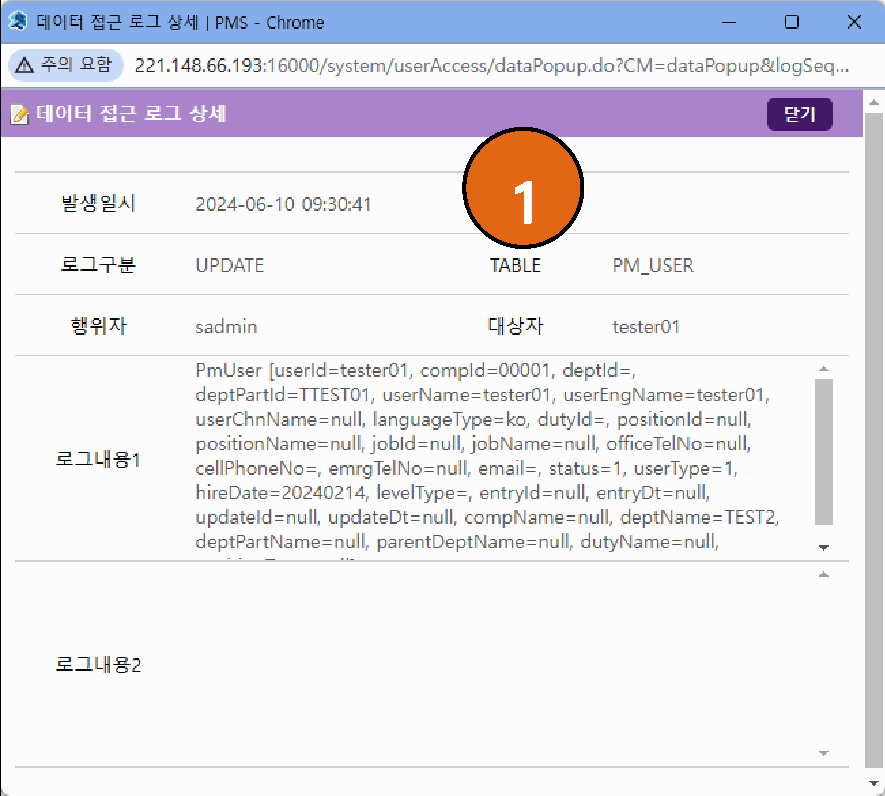 데이터 접근 로그 상세 | PMS - Chrome
주의 요함 221.148.66.193:16000/system/userAccess/dataPopup.do?CM=dataPopup&logSeq...
데이터 접근 로그 상세 닫기
1
발생일시 2024-06-10 09:30:41
로그구분 UPDATE TABLE PM_USER
행위자 sadmin 대상자 tester01
PmUser [userId=tester01, compId=00001, deptId=,
deptPartId=TTEST01, userName=tester01, userEngName=tester01,
userChnName=null, languageType=ko, dutyId=, positionId=null,
positionName=null, jobId=null, jobName=null, officeTelNo=null,
로그내용1
cellPhoneNo=, emrgTelNo=null, email=, status=1, userType=1,
hireDate=20240214, levelType=, entryId=null, entryDt=null,
updateId=null, updateDt=null, compName=null, deptName=TEST2,
deptPartName=null, parentDeptName=null, dutyName=null,
로그내용2